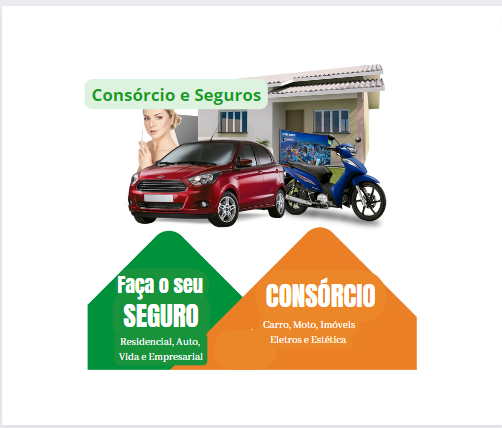 Consórcio e Seguros
Faça o seu
SEGURO
Residencial, Auto,
Vida e Empresarial
CONSÓRCIO
Carro, Moto, Imóveis
Eletros e Estética